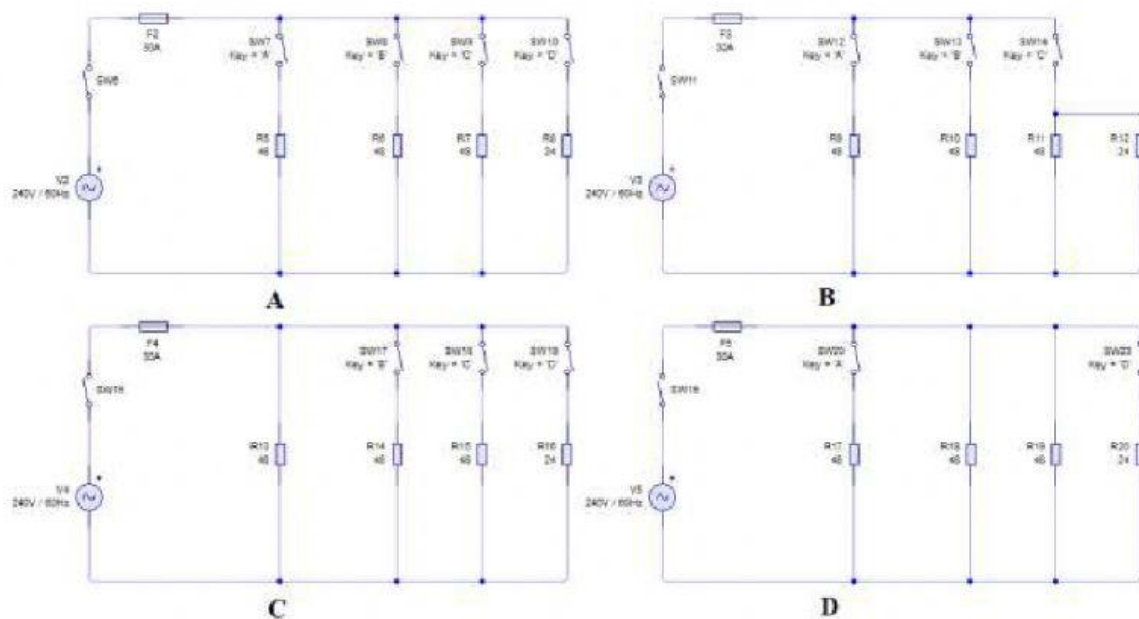 F2
30A
SW7
Key = 'A'
SW8
Key = 'B'
SW9
Key = 'C'
SW10
Key = 'D'
SW6
R5
48
R6
48
R7
48
R8
24
V2
240V / 60Hz
A
F3
30A
SW12
Key = 'A'
SW13
Key = 'B'
SW14
Key = 'C'
SW11
R9
48
R10
48
R11
48
R12
24
V3
240V / 60Hz
B
F4
30A
SW17
Key = 'B'
Key = 'C'
Key = 'D'
R13
48
R14
48
R15
48
R16
24
V4
240V / 60Hz
C
F5
30A
SW20
Key = 'A'
SW23
Key = 'D'
R17
48
R18
48
R19
48
R20
24
V5
240V / 60Hz
D